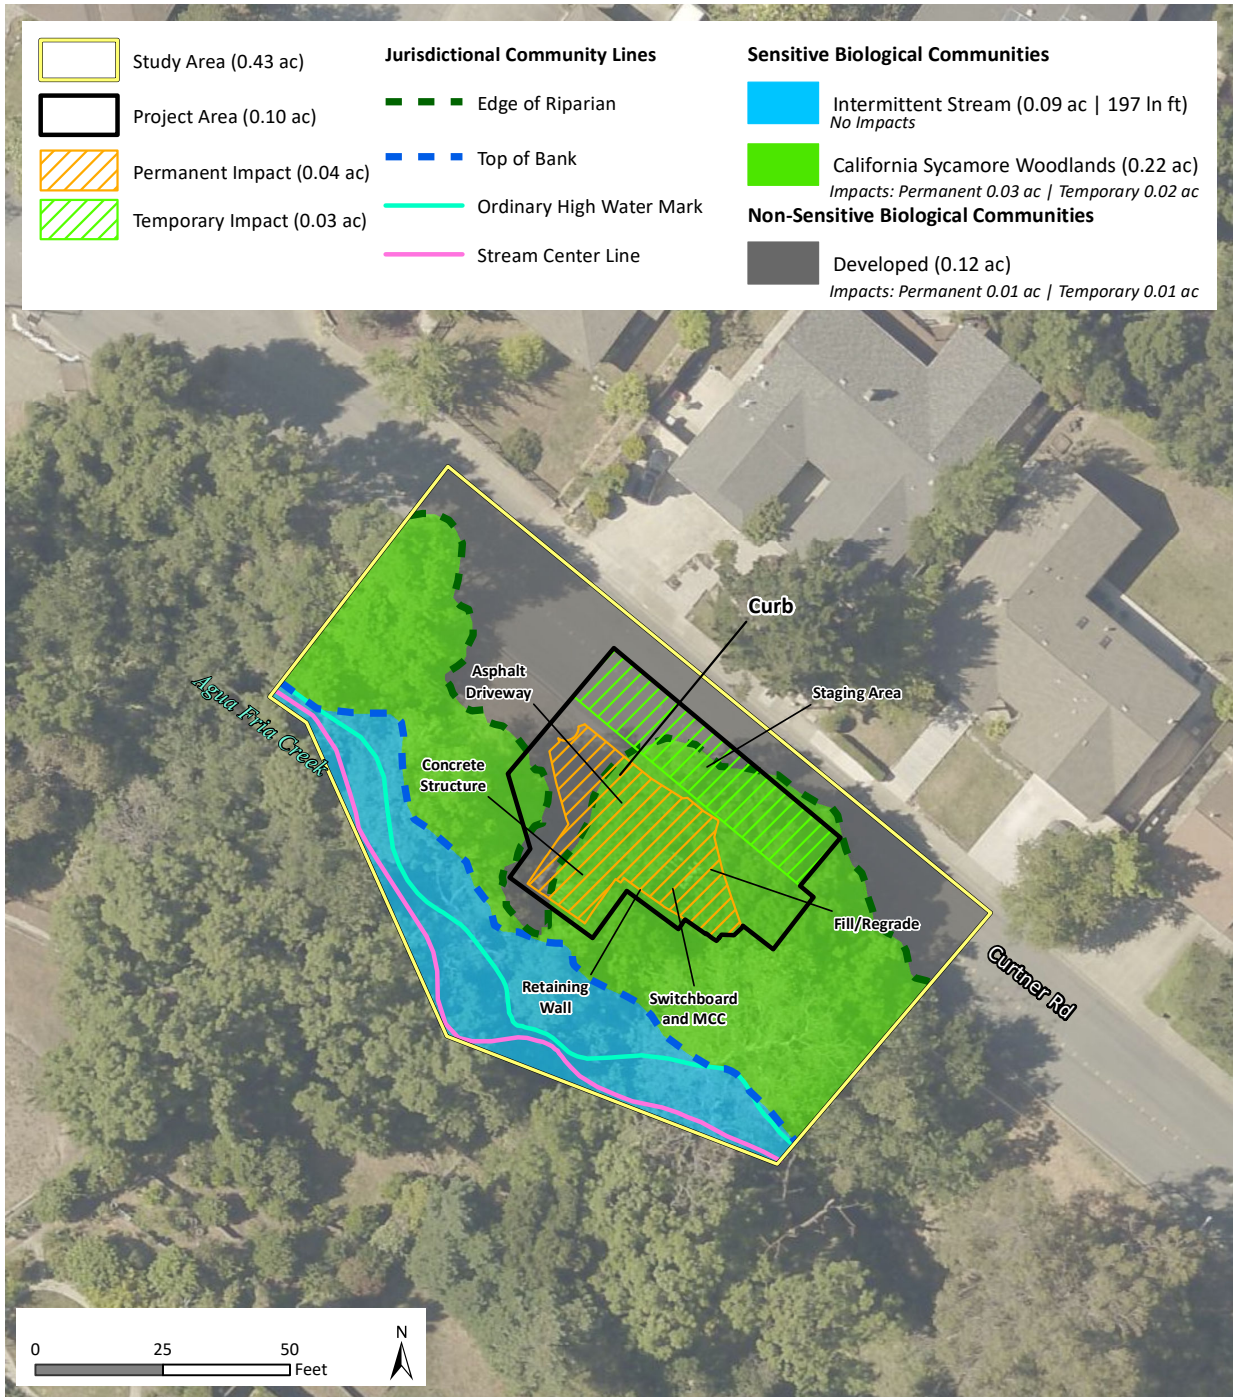 Study Area (0.43 ac)
Project Area (0.10 ac)
Permanent Impact (0.04 ac)
Temporary Impact (0.03 ac)
Jurisdictional Community Lines
Edge of Riparian
Top of Bank
Ordinary High Water Mark
Stream Center Line
Sensitive Biological Communities
Intermittent Stream (0.09 ac | 197 ln ft)
No Impacts
California Sycamore Woodlands (0.22 ac)
Impacts: Permanent 0.03 ac | Temporary 0.02 ac
Non-Sensitive Biological Communities
Developed (0.12 ac)
Impacts: Permanent 0.01 ac | Temporary 0.01 ac
Curb
Asphalt
Driveway
Staging Area
Agua Fria Creek
Concrete
Structure
Fill/Regrade
Retaining
Wall
Switchboard
and MCC
Curtner Rd
0 25 50
Feet
N